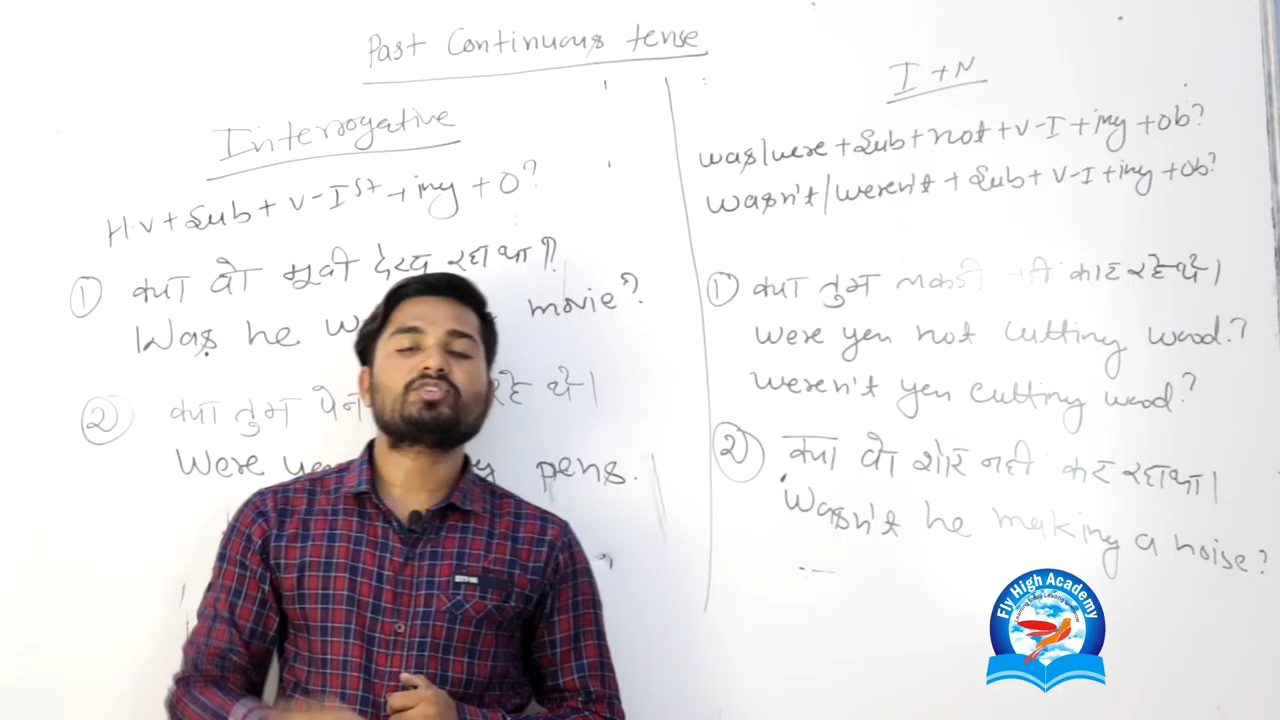 Past Continuous tense
Interrogative
H.V + Sub + V-Ist + ing + O?
① क्या वो मूवी देख रहा था?
Was he movie?
② क्या तुम रहे थे।
Were you pens.
I + N
was/were + Sub + not + V-I + ing + Ob?
wasn't/weren't + Sub + V-I + ing + Ob?
① क्या तुम लकड़ी काट रहे थे।
Were you not cutting wood?
weren't you cutting wood?
② क्या वो शोर नही कर रहा था।
Wasn't he making a noise?
Fly High Academy